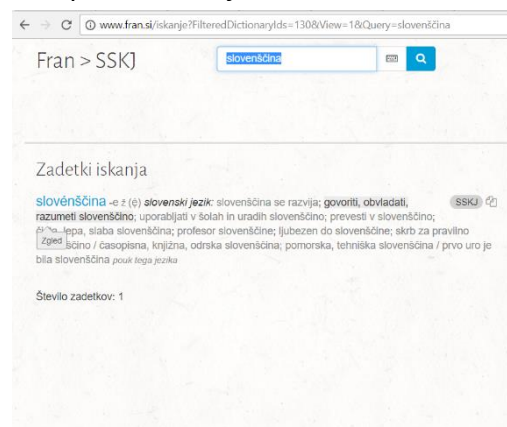 www.fran.si/iskanje?FilteredDictionaryIds=130&View=1&Query=slovenščina
Fran > SSKJ
slovenščina
Zadetki iskanja
slovénščina -e ž (ẹ̑) slovenski jezik: slovenščina se razvija; govoriti, obvladati, SSKJ
razumeti slovenščino; uporabljati v šolah in uradih slovenščino; prevesti v slovenščino;
lepa, slaba slovenščina; profesor slovenščine; ljubezen do slovenščine; skrb za pravilno
Zgled
ščino / časopisna, knjižna, odrska slovenščina; pomorska, tehniška slovenščina / prvo uro je
bila slovenščina pouk tega jezika
Število zadetkov: 1